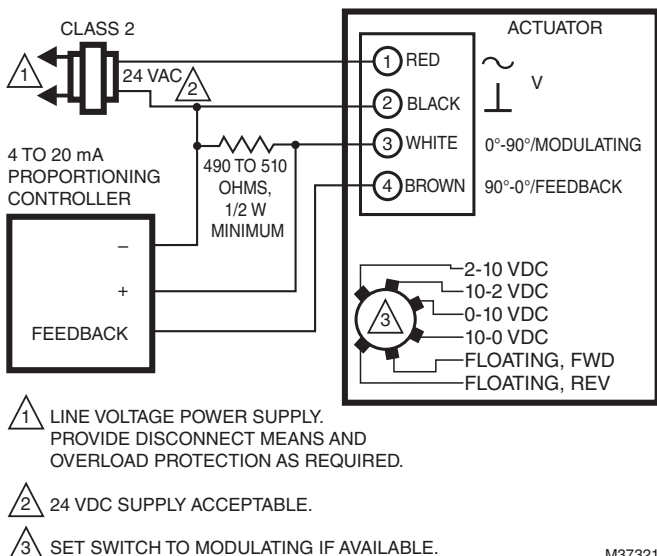 CLASS 2
1
24 VAC
2
4 TO 20 mA
PROPORTIONING
CONTROLLER
490 TO 510
OHMS,
1/2 W
MINIMUM
–
+
FEEDBACK
ACTUATOR
1 RED
2 BLACK
V
3 WHITE 0°-90°/MODULATING
4 BROWN 90°-0°/FEEDBACK
3
2-10 VDC
10-2 VDC
0-10 VDC
10-0 VDC
FLOATING, FWD
FLOATING, REV
1 LINE VOLTAGE POWER SUPPLY.
PROVIDE DISCONNECT MEANS AND
OVERLOAD PROTECTION AS REQUIRED.
2 24 VDC SUPPLY ACCEPTABLE.
3 SET SWITCH TO MODULATING IF AVAILABLE.
M37321